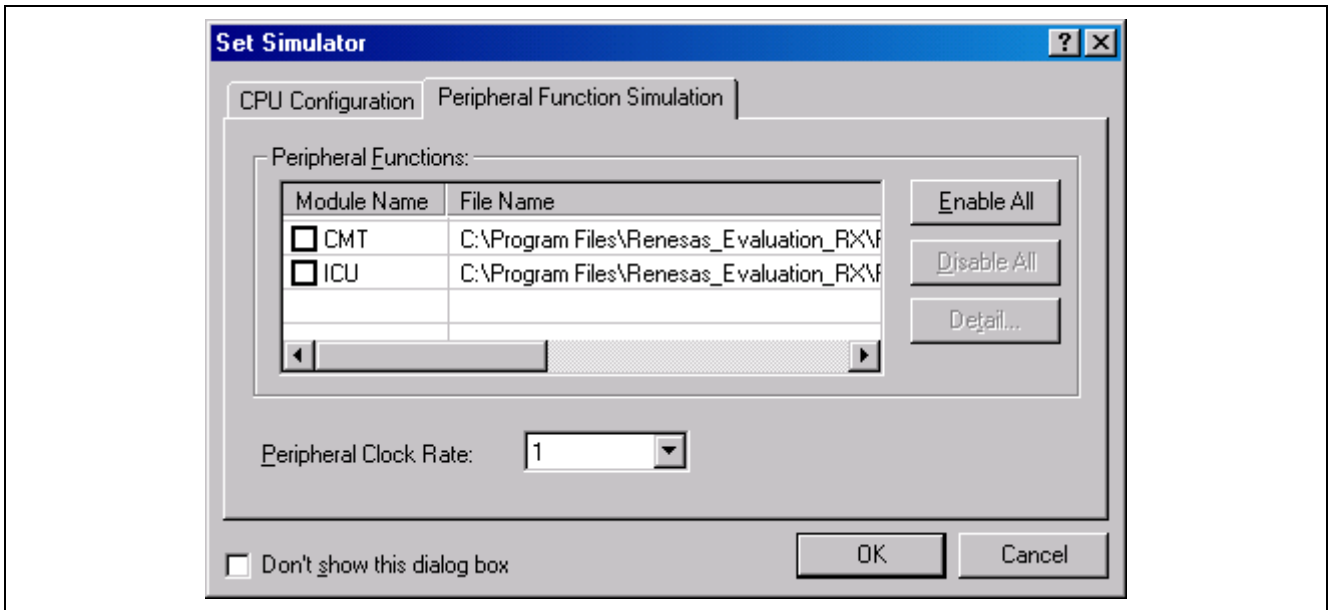 Set Simulator
CPU Configuration Peripheral Function Simulation
Peripheral Functions:
Module Name File Name
Enable All
CMT C:\Program Files\Renesas_Evaluation_RX\
ICU C:\Program Files\Renesas_Evaluation_RX\
Disable All
Detail...
Peripheral Clock Rate: 1
Don't show this dialog box
OK Cancel